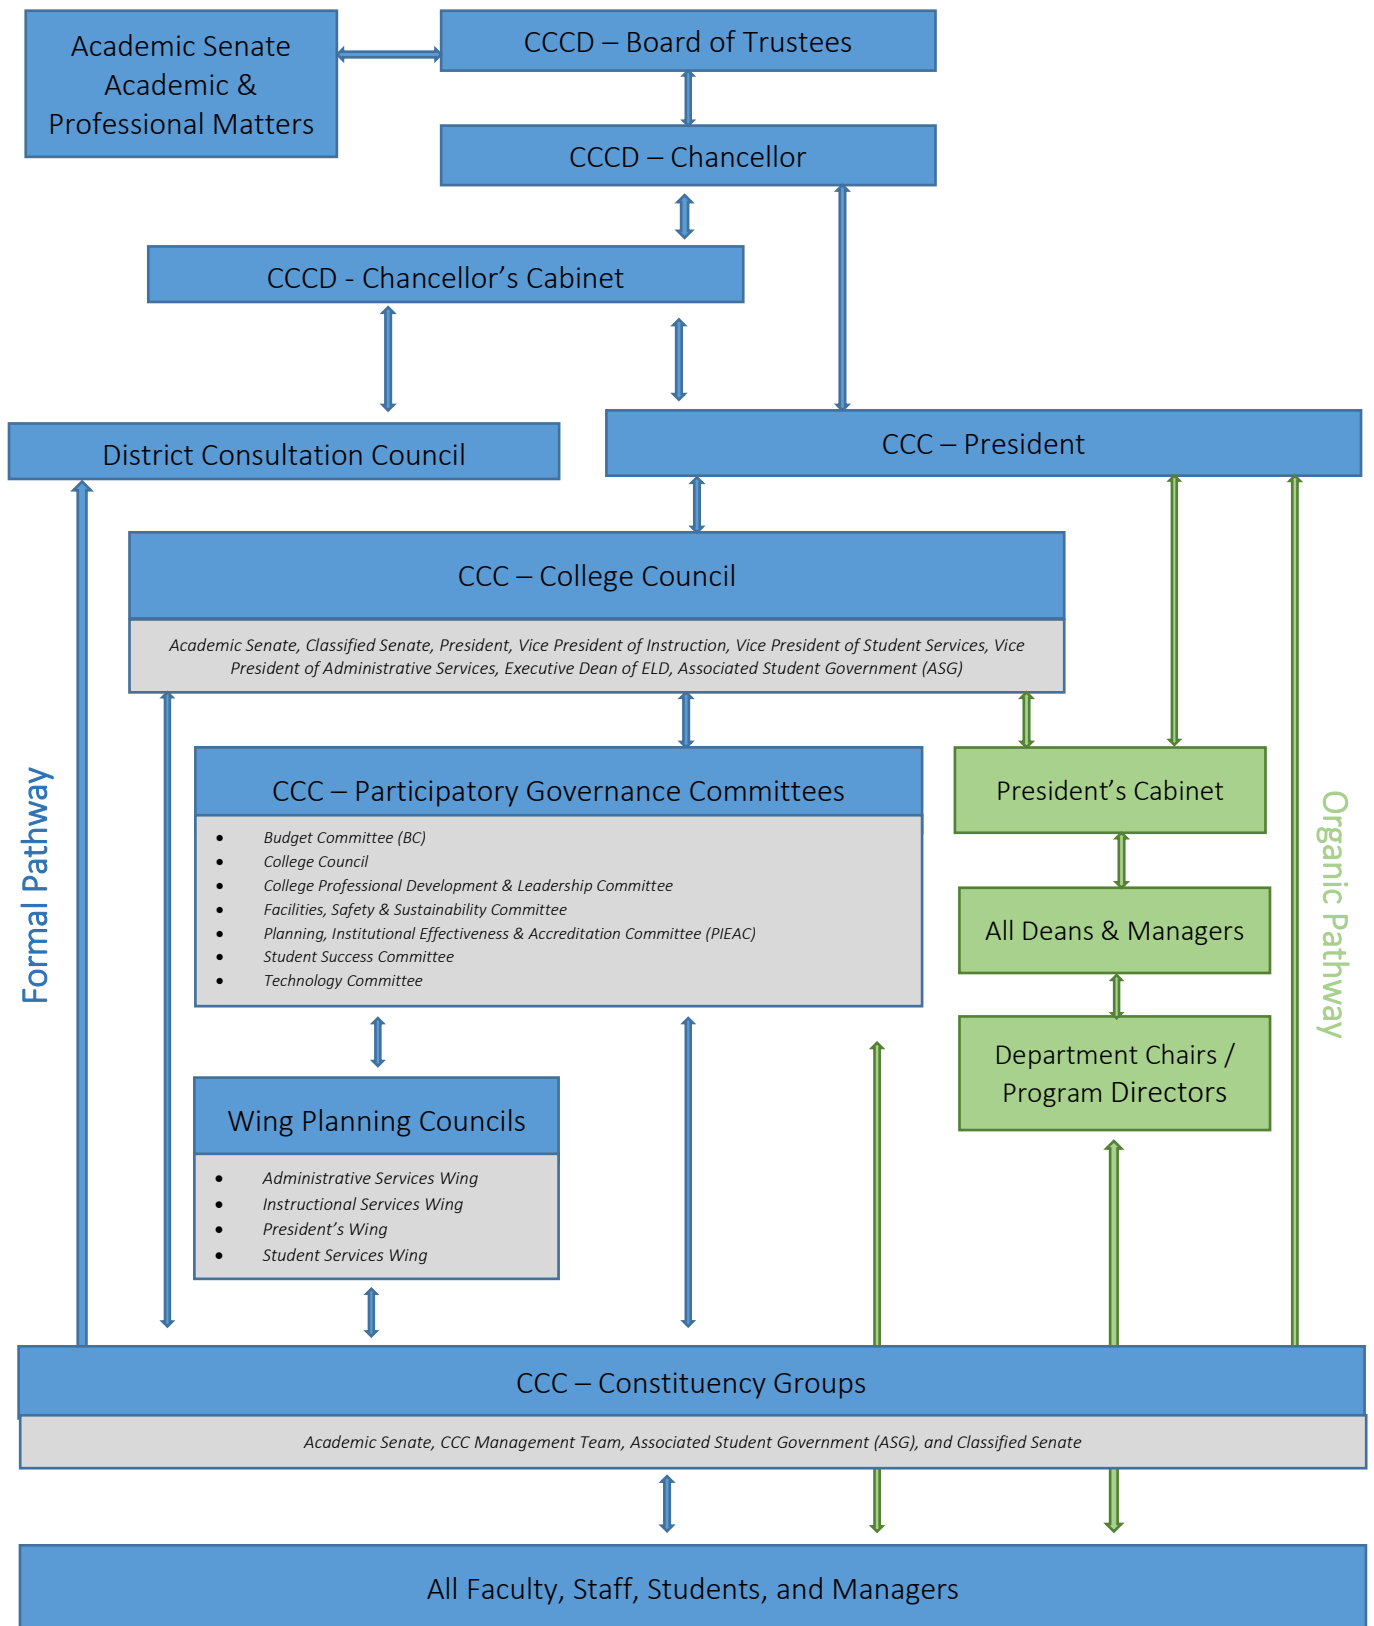 Academic Senate
Academic &
Professional Matters
CCCD – Board of Trustees
CCCD – Chancellor
CCCD - Chancellor’s Cabinet
District Consultation Council
CCC – President
CCC – College Council
Academic Senate, Classified Senate, President, Vice President of Instruction, Vice President of Student Services, Vice
President of Administrative Services, Executive Dean of ELD, Associated Student Government (ASG)
Formal Pathway
CCC – Participatory Governance Committees
• Budget Committee (BC)
• College Council
• College Professional Development & Leadership Committee
• Facilities, Safety & Sustainability Committee
• Planning, Institutional Effectiveness & Accreditation Committee (PIEAC)
• Student Success Committee
• Technology Committee
President’s Cabinet
All Deans & Managers
Department Chairs /
Program Directors
Organic Pathway
Wing Planning Councils
• Administrative Services Wing
• Instructional Services Wing
• President’s Wing
• Student Services Wing
CCC – Constituency Groups
Academic Senate, CCC Management Team, Associated Student Government (ASG), and Classified Senate
All Faculty, Staff, Students, and Managers